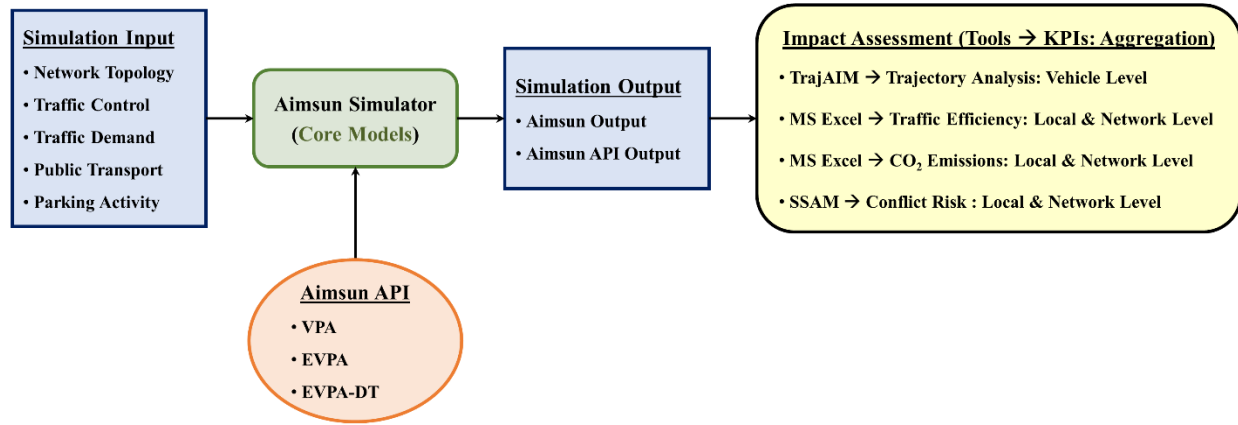 Simulation Input
• Network Topology
• Traffic Control
• Traffic Demand
• Public Transport
• Parking Activity
Aimsun Simulator
(Core Models)
Simulation Output
• Aimsun Output
• Aimsun API Output
Impact Assessment (Tools → KPIs: Aggregation)
• TrajAIM → Trajectory Analysis: Vehicle Level
• MS Excel → Traffic Efficiency: Local & Network Level
• MS Excel → CO₂ Emissions: Local & Network Level
• SSAM → Conflict Risk : Local & Network Level
Aimsun API
• VPA
• EVPA
• EVPA-DT